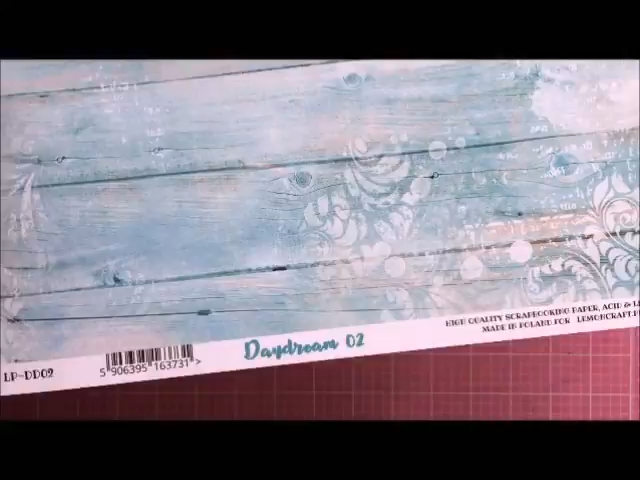 LP-DD02
5 906395 163731 >
Daydream 02
HIGH QUALITY SCRAPBOOKING PAPER, ACID &
MADE IN POLAND FOR LEMONCRAFT.P